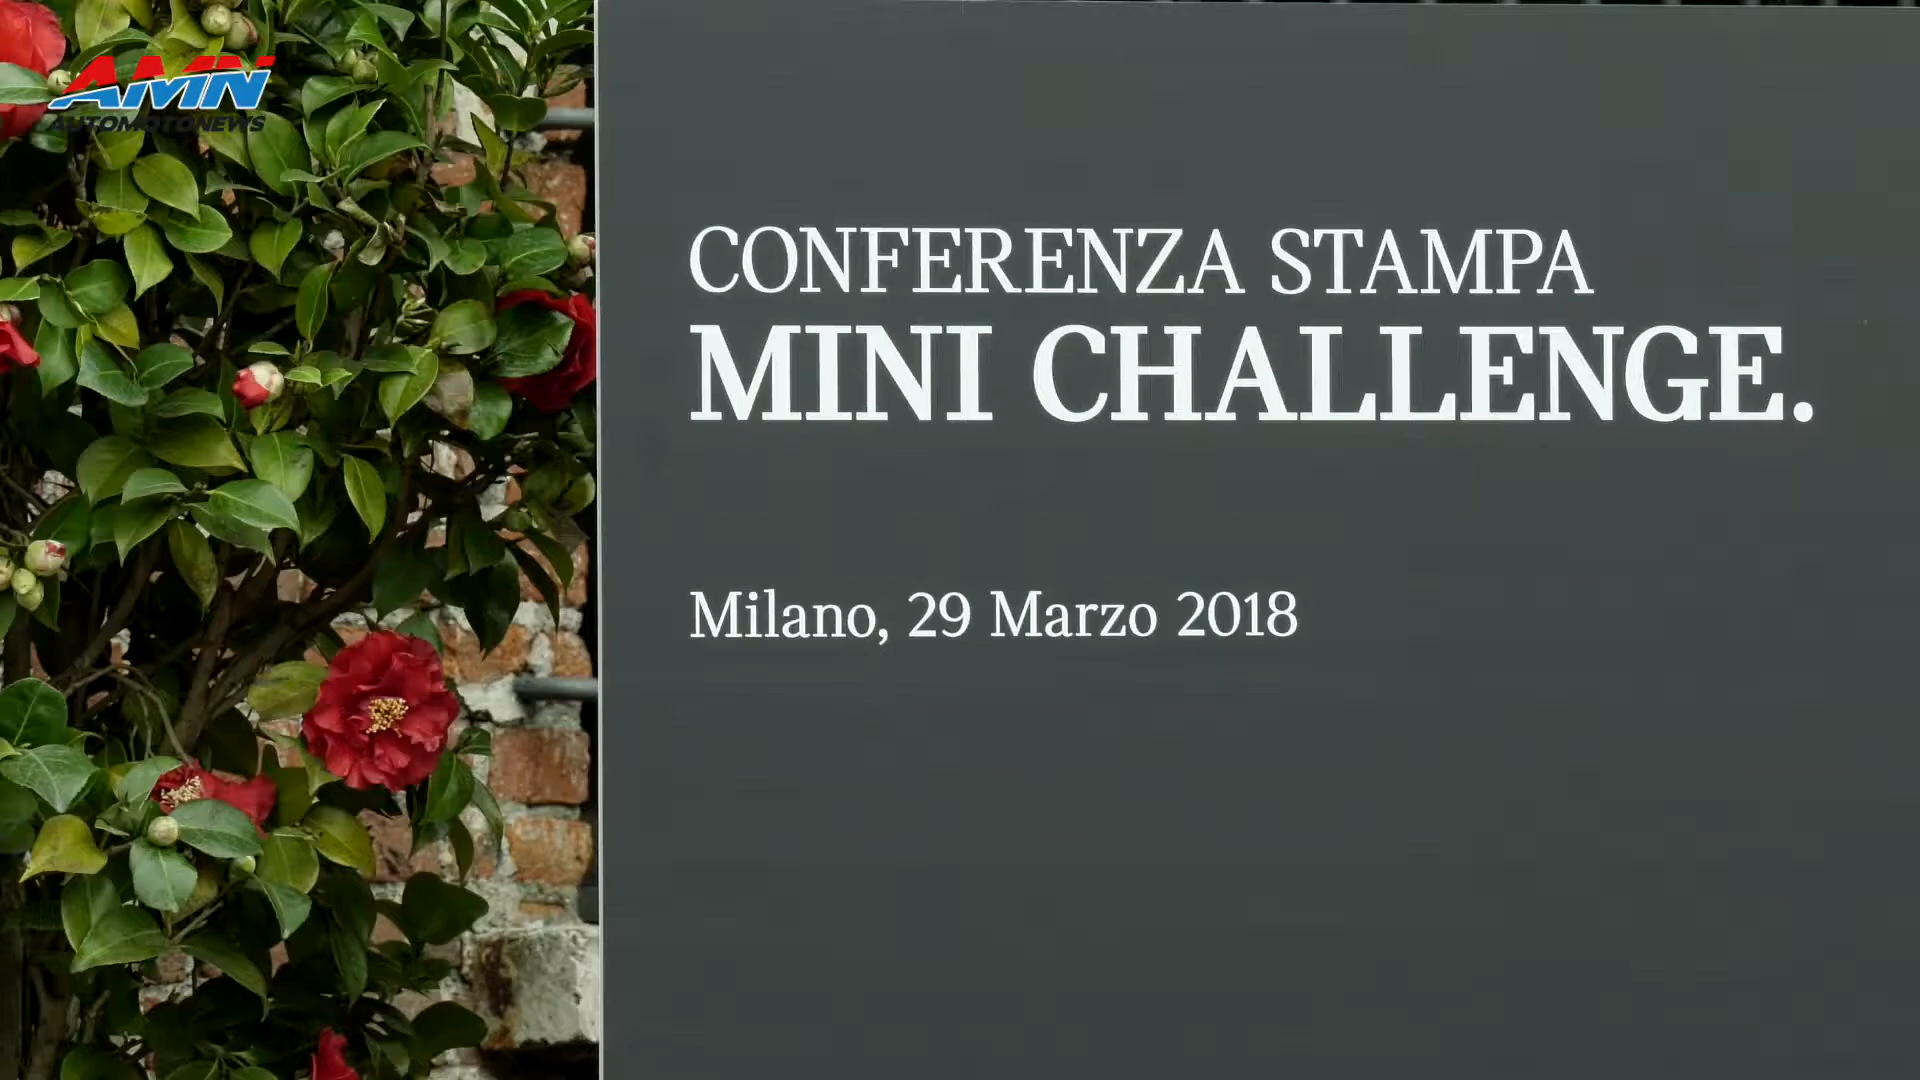 AMN
AUTOMOTONEWS
CONFERENZA STAMPA
MINI CHALLENGE.
Milano, 29 Marzo 2018